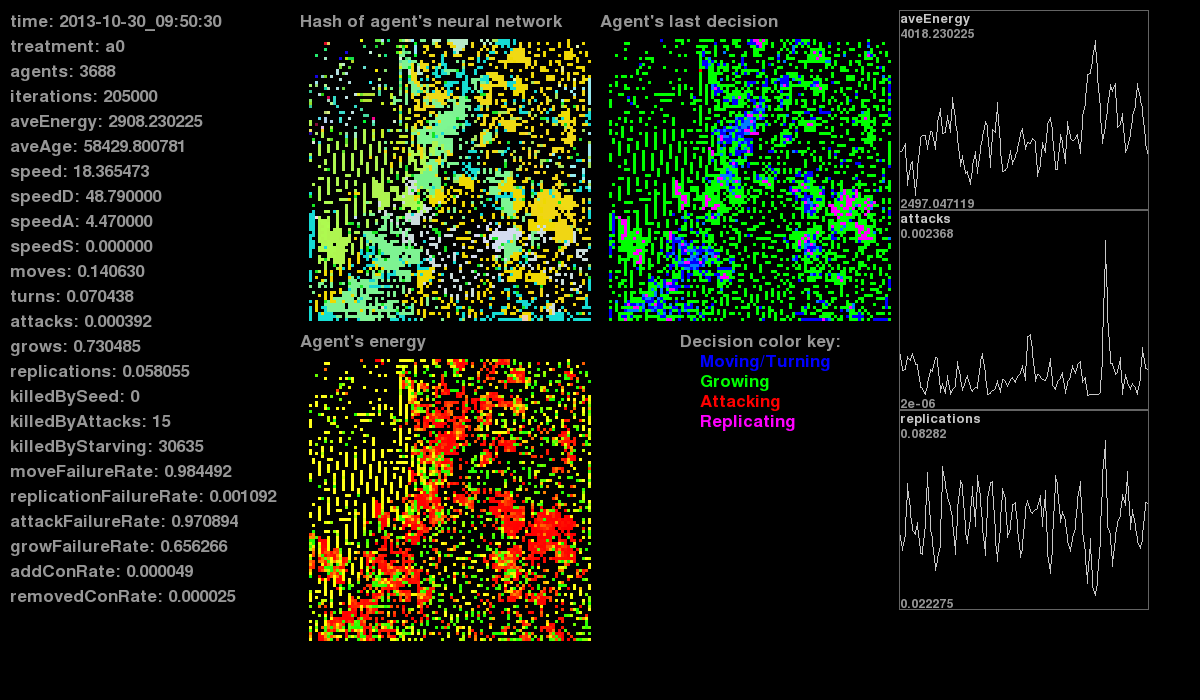 time: 2013-10-30_09:50:30
treatment: a0
agents: 3688
iterations: 205000
aveEnergy: 2908.230225
aveAge: 58429.800781
speed: 18.365473
speedD: 48.790000
speedA: 4.470000
speedS: 0.000000
moves: 0.140630
turns: 0.070438
attacks: 0.000392
grows: 0.730485
replications: 0.058055
killedBySeed: 0
killedByAttacks: 15
killedByStarving: 30635
moveFailureRate: 0.984492
replicationFailureRate: 0.001092
attackFailureRate: 0.970894
growFailureRate: 0.656266
addConRate: 0.000049
removedConRate: 0.000025
Hash of agent's neural network
Agent's last decision
Agent's energy
Decision color key:
Moving/Turning
Growing
Attacking
Replicating
aveEnergy
4018.230225
2497.047119
attacks
0.002368
2e-06
replications
0.08282
0.022275